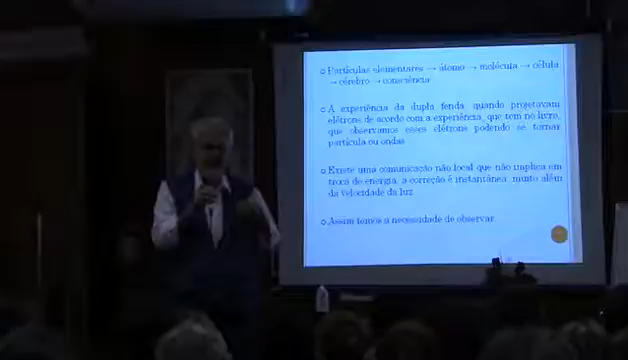 Partículas elementares → átomo → molécula → célula
→ cérebro → consciência
A experiência da dupla fenda, quando projetavam
elétrons de acordo com a experiência, que tem no livro,
que observamos esses elétrons podendo se tornar
partícula ou ondas
Existe uma comunicação não local que não implica em
troca de energia, a correção é instantânea, muito além
da velocidade da luz
Assim temos a necessidade de observar.